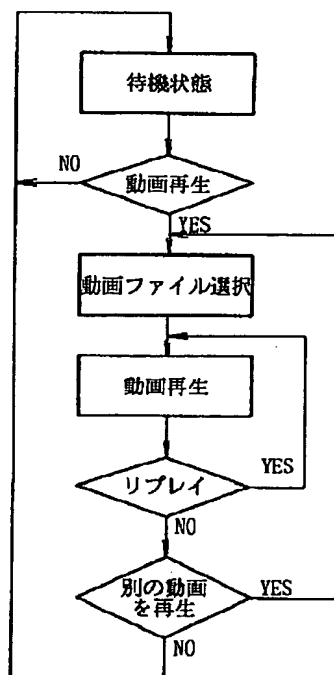 待機状態
NO
動画再生
YES
動画ファイル選択
動画再生
リプレイ
YES
NO
別の動画
を再生
YES
NO